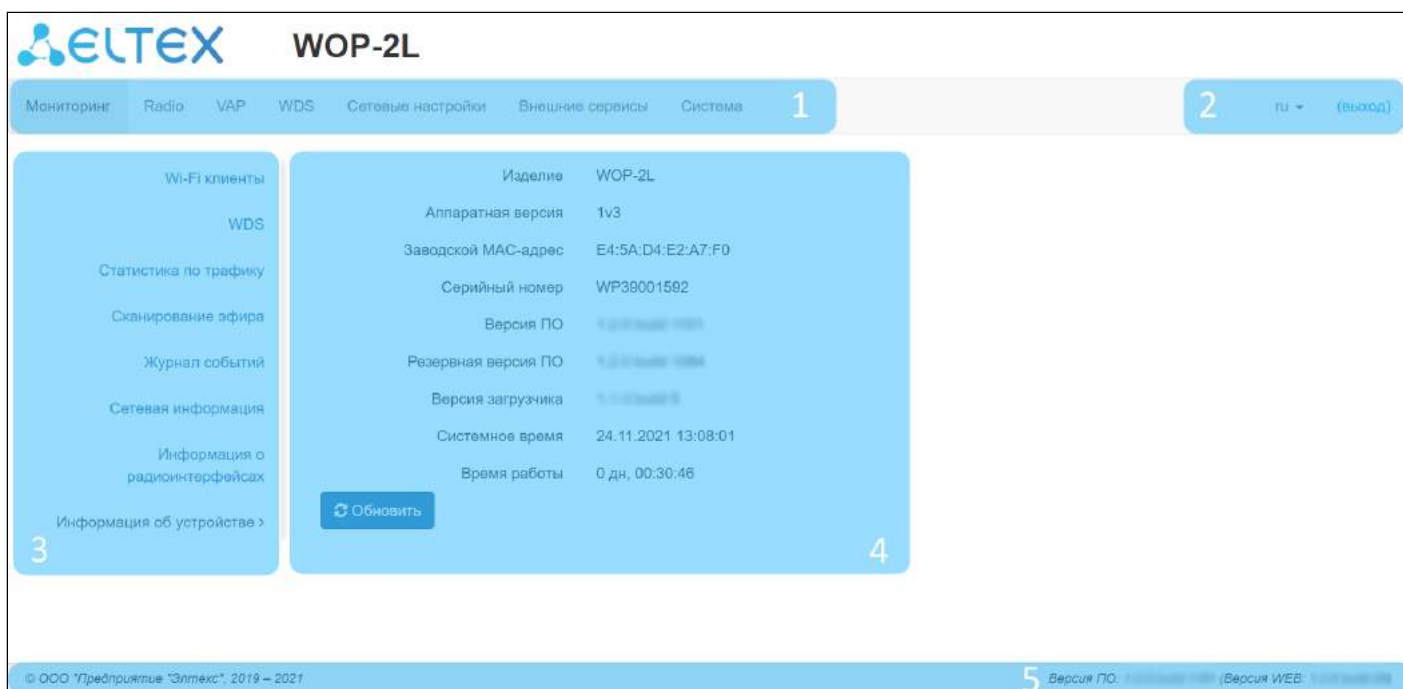 ELTEX WOP-2L
Мониторинг Radio VAP WDS Сетевые настройки Внешние сервисы Система 1 2 ru (выход)
Wi-Fi клиенты
WDS
Статистика по трафику
Сканирование эфира
Журнал событий
Сетевая информация
Информация о
радиоинтерфейсах
Информация об устройстве >
3
Изделие WOP-2L
Аппаратная версия 1v3
Заводской MAC-адрес E4:5A:D4:E2:A7:F0
Серийный номер WP39001592
Версия ПО
Резервная версия ПО
Версия загрузчика
Системное время 24.11.2021 13:08:01
Время работы 0 дн, 00:30:46
Обновить
4
© ООО "Предприятие "Элтекс", 2019 – 2021 5 Версия ПО: (Версия WEB: